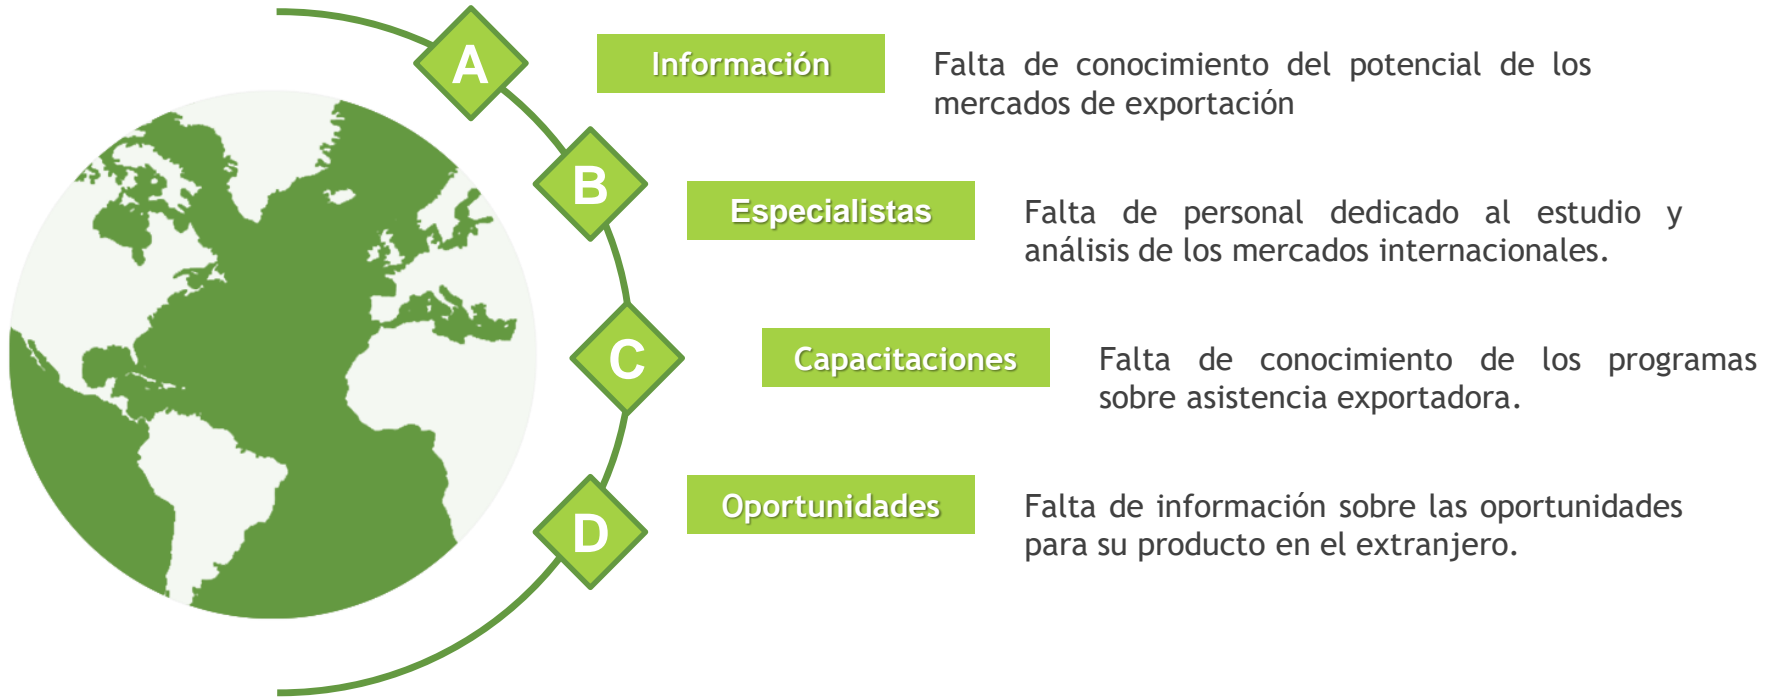 A
Información
Falta de conocimiento del potencial de los
mercados de exportación
B
Especialistas
Falta de personal dedicado al estudio y
análisis de los mercados internacionales.
C
Capacitaciones
Falta de conocimiento de los programas
sobre asistencia exportadora.
D
Oportunidades
Falta de información sobre las oportunidades
para su producto en el extranjero.